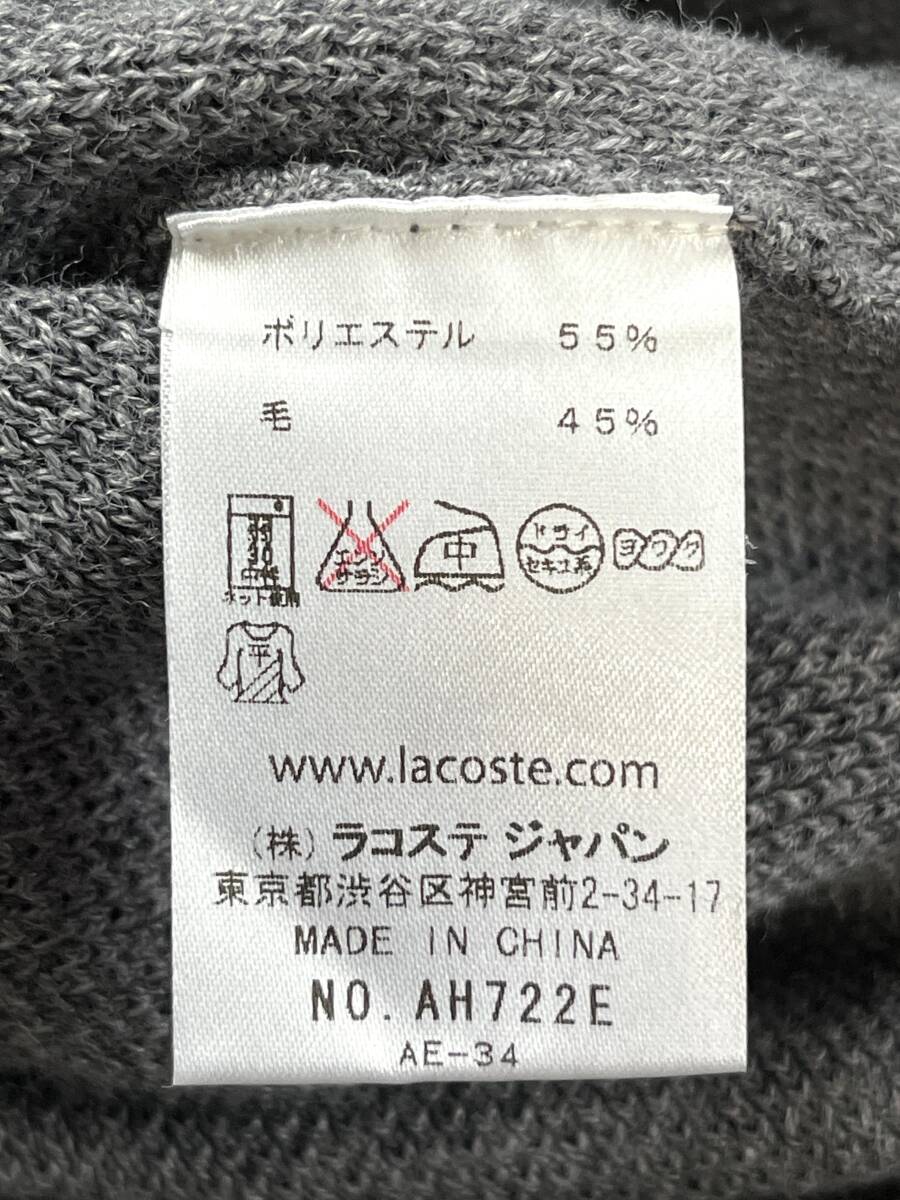 ポリエステル 55%
毛 45%
弱
30
中性
ネット使用
エンソ
サラシ
中
ドライ
セキユ系
ヨワク
平
www.lacoste.com
(株) ラコステ ジャパン
東京都渋谷区神宮前2-34-17
MADE IN CHINA
NO. AH722E
AE-34